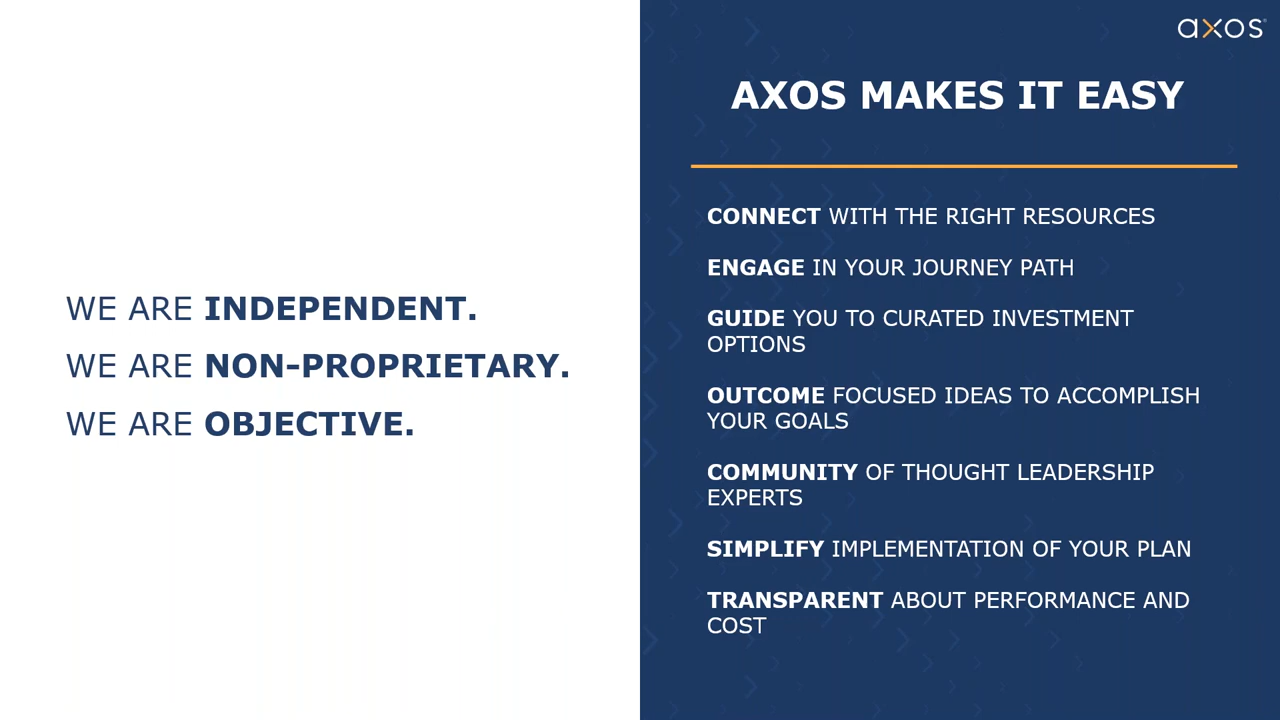 WE ARE INDEPENDENT.
WE ARE NON-PROPRIETARY.
WE ARE OBJECTIVE.
axos
AXOS MAKES IT EASY
CONNECT WITH THE RIGHT RESOURCES
ENGAGE IN YOUR JOURNEY PATH
GUIDE YOU TO CURATED INVESTMENT
OPTIONS
OUTCOME FOCUSED IDEAS TO ACCOMPLISH
YOUR GOALS
COMMUNITY OF THOUGHT LEADERSHIP
EXPERTS
SIMPLIFY IMPLEMENTATION OF YOUR PLAN
TRANSPARENT ABOUT PERFORMANCE AND
COST